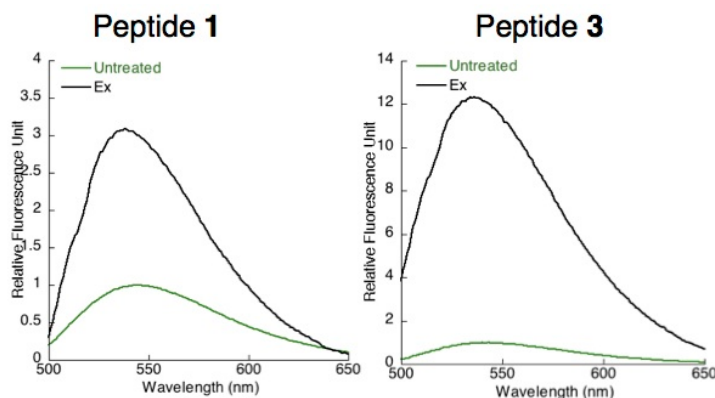 Peptide 1
Untreated
Ex
Relative Fluorescence Unit
4
3.5
3
2.5
2
1.5
1
0.5
0
500
550
600
650
Wavelength (nm)
Peptide 3
Untreated
Ex
Relative Fluorescence Unit
14
12
10
8
6
4
2
0
500
550
600
650
Wavelength (nm)